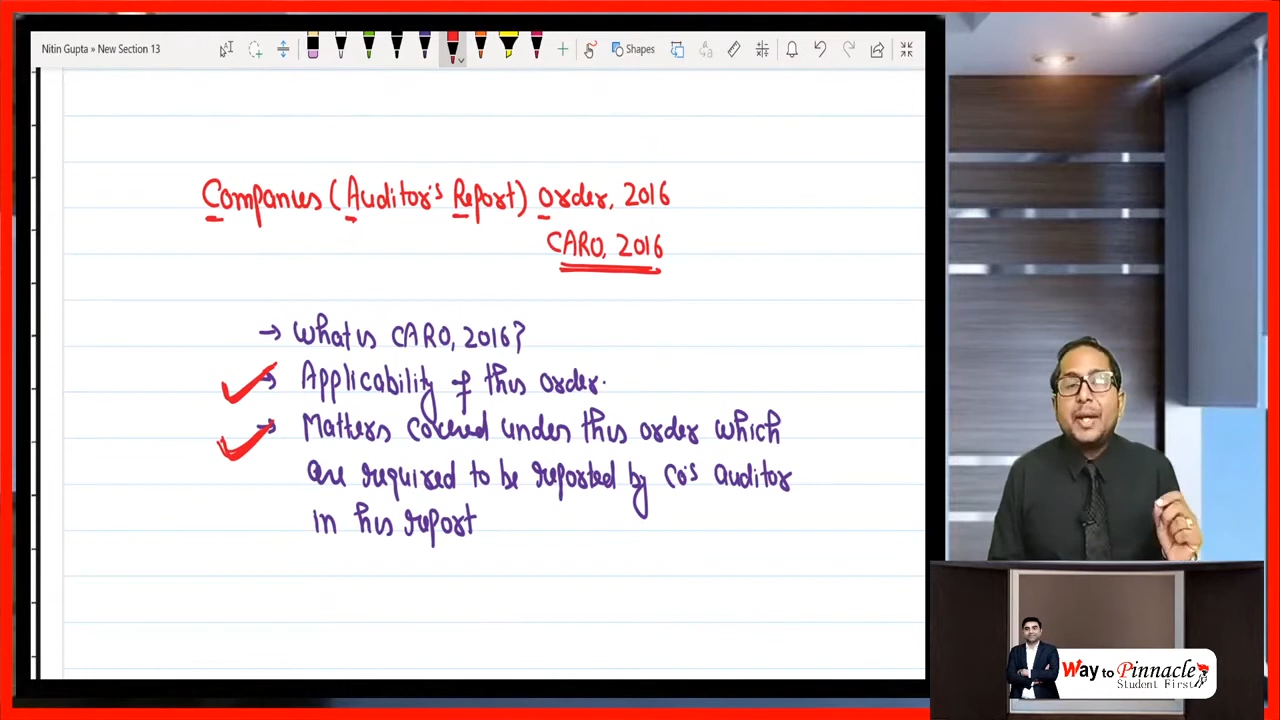 Nitin Gupta » New Section 13
Shapes
Companies (Auditor's Report) Order, 2016
CARO, 2016
→ What is CARO, 2016?
→ Applicability of this order.
→ Matters covered under this order which
are required to be reported by Co's auditor
in his report
Way to Pinnacle
Student First